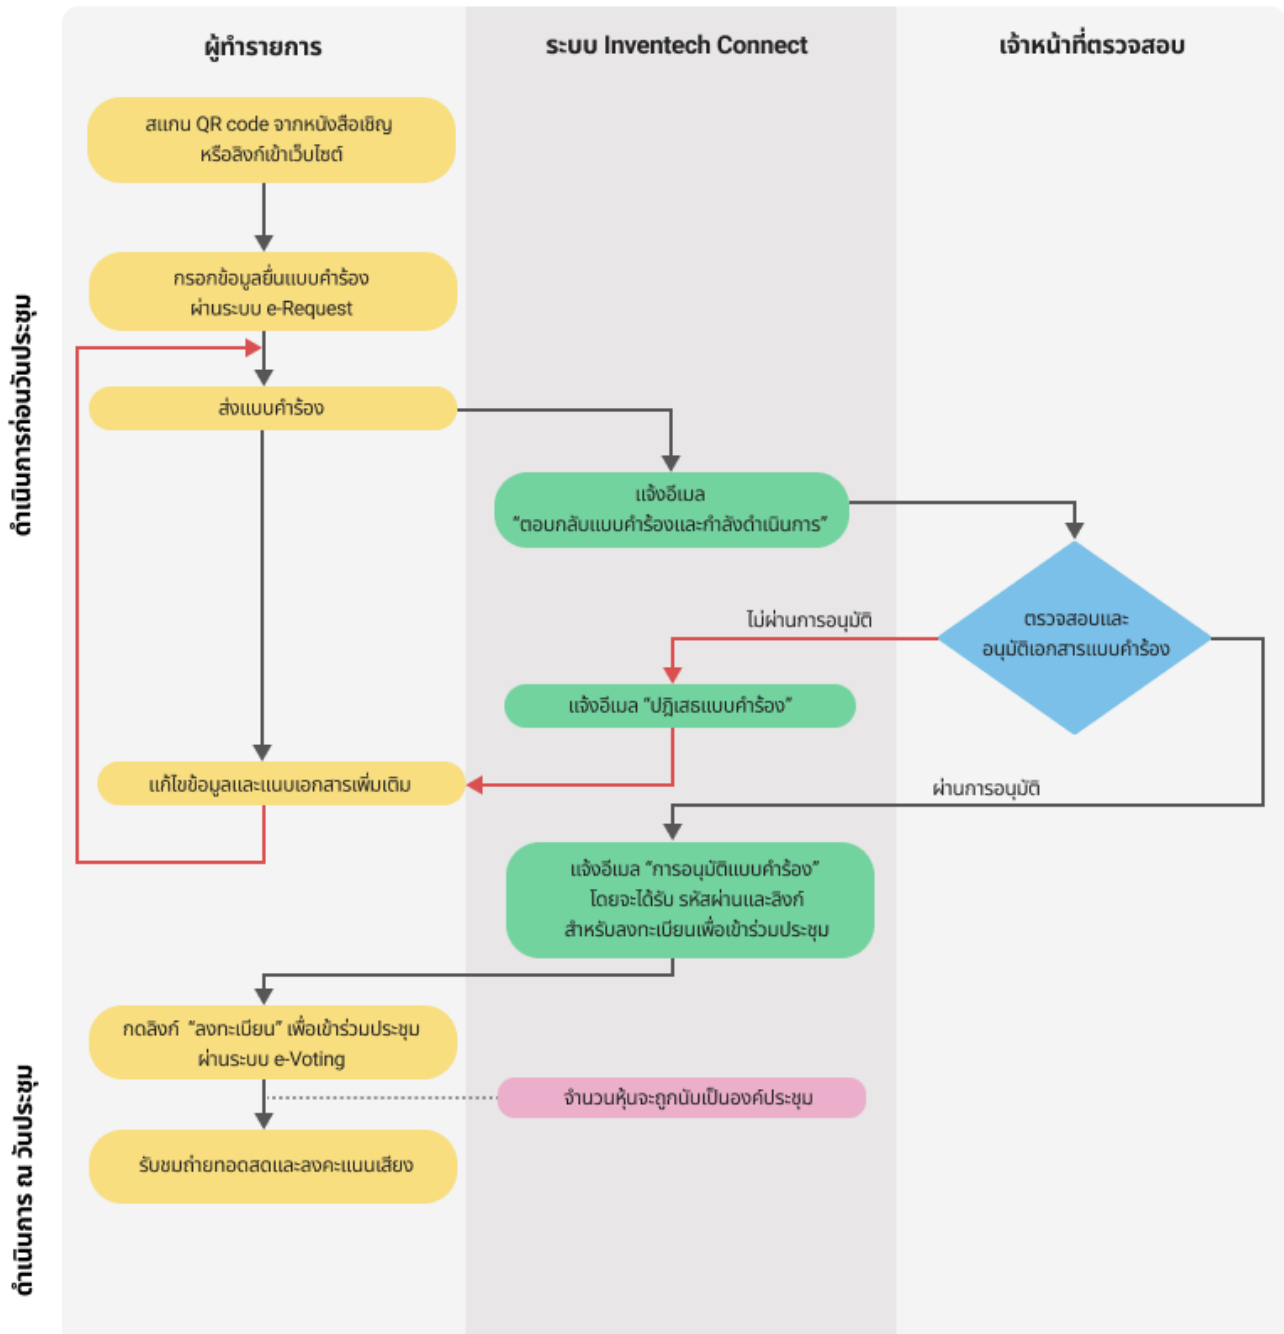 ผู้ทำรายการ
ระบบ Inventech Connect
เจ้าหน้าที่ตรวจสอบ
ดำเนินการก่อนวันประชุม
สแกน QR code จากหนังสือเชิญ
หรือลิงก์เข้าเว็บไซต์
กรอกข้อมูลยื่นแบบคำร้อง
ผ่านระบบ e-Request
ส่งแบบคำร้อง
แจ้งอีเมล
“ตอบกลับแบบคำร้องและกำลังดำเนินการ”
ตรวจสอบและ
อนุมัติเอกสารแบบคำร้อง
ไม่ผ่านการอนุมัติ
แจ้งอีเมล “ปฏิเสธแบบคำร้อง”
แก้ไขข้อมูลและแนบเอกสารเพิ่มเติม
ผ่านการอนุมัติ
แจ้งอีเมล “การอนุมัติแบบคำร้อง”
โดยจะได้รับ รหัสผ่านและลิงก์
สำหรับลงทะเบียนเพื่อเข้าร่วมประชุม
ดำเนินการ ณ วันประชุม
กดลิงก์ “ลงทะเบียน” เพื่อเข้าร่วมประชุม
ผ่านระบบ e-Voting
จำนวนหุ้นจะถูกนับเป็นองค์ประชุม
รับชมถ่ายทอดสดและลงคะแนนเสียง